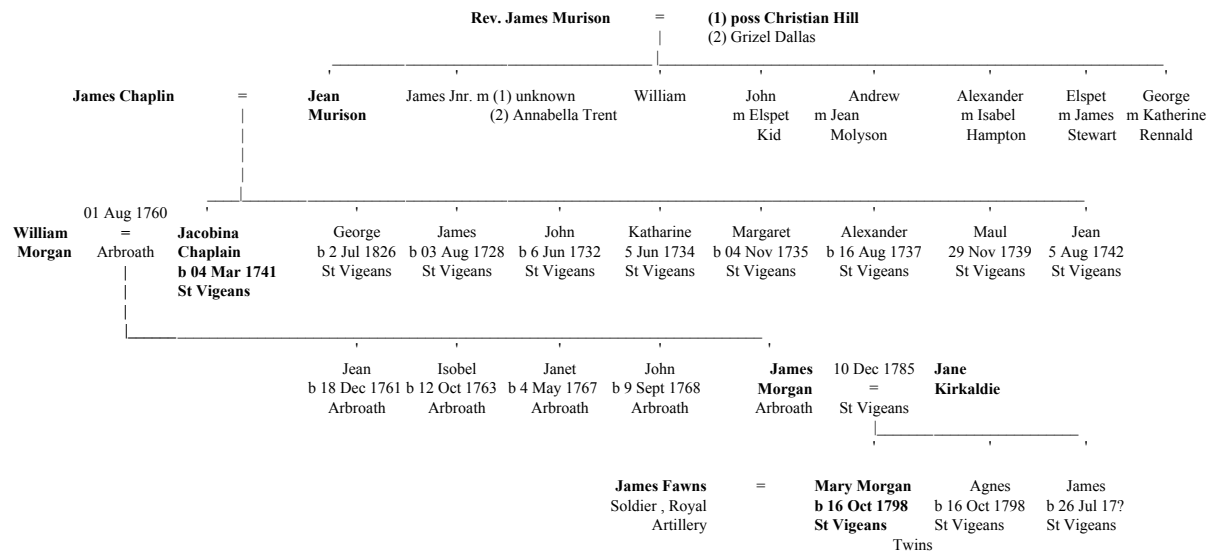 Rev. James Murison = (1) poss Christian Hill
(2) Grizel Dallas
James Chaplin = Jean James Jnr. m (1) unknown William John Andrew Alexander Elspet George
Murison (2) Annabella Trent m Elspet m Jean m Isabel m James m Katherine
Kid Molyson Hampton Stewart Rennald
01 Aug 1760
William = Jacobina George James John Katharine Margaret Alexander Maul Jean
Morgan Arbroath Chaplain b 2 Jul 1826 b 03 Aug 1728 b 6 Jun 1732 5 Jun 1734 b 04 Nov 1735 b 16 Aug 1737 29 Nov 1739 5 Aug 1742
b 04 Mar 1741 St Vigeans St Vigeans St Vigeans St Vigeans St Vigeans St Vigeans St Vigeans St Vigeans
St Vigeans
Jean Isobel Janet John James 10 Dec 1785 Jane
b 18 Dec 1761 b 12 Oct 1763 b 4 May 1767 b 9 Sept 1768 Morgan = Kirkaldie
Arbroath Arbroath Arbroath Arbroath Arbroath St Vigeans
James Fawns = Mary Morgan Agnes James
Soldier , Royal b 16 Oct 1798 b 16 Oct 1798 b 26 Jul 17?
Artillery St Vigeans St Vigeans St Vigeans
Twins